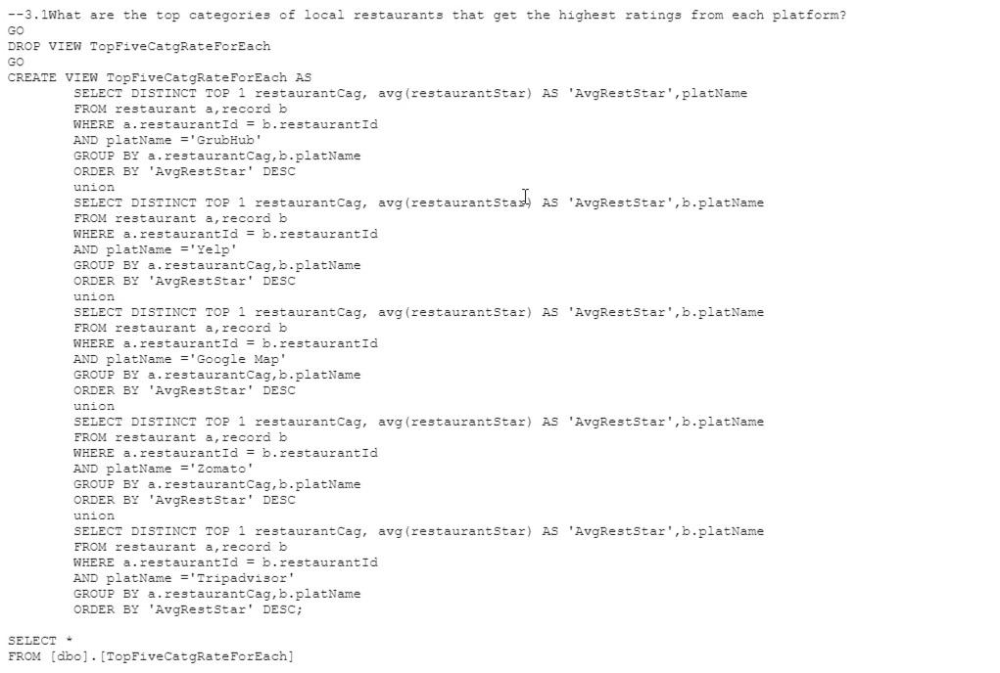 --3.1What are the top categories of local restaurants that get the highest ratings from each platform?
GO
DROP VIEW TopFiveCatgRateForEach
GO
CREATE VIEW TopFiveCatgRateForEach AS
SELECT DISTINCT TOP 1 restaurantCag, avg(restaurantStar) AS 'AvgRestStar',platName
FROM restaurant a,record b
WHERE a.restaurantId = b.restaurantId
AND platName ='GrubHub'
GROUP BY a.restaurantCag,b.platName
ORDER BY 'AvgRestStar' DESC
union
SELECT DISTINCT TOP 1 restaurantCag, avg(restaurantStar) AS 'AvgRestStar',b.platName
FROM restaurant a,record b
WHERE a.restaurantId = b.restaurantId
AND platName ='Yelp'
GROUP BY a.restaurantCag,b.platName
ORDER BY 'AvgRestStar' DESC
union
SELECT DISTINCT TOP 1 restaurantCag, avg(restaurantStar) AS 'AvgRestStar',b.platName
FROM restaurant a,record b
WHERE a.restaurantId = b.restaurantId
AND platName ='Google Map'
GROUP BY a.restaurantCag,b.platName
ORDER BY 'AvgRestStar' DESC
union
SELECT DISTINCT TOP 1 restaurantCag, avg(restaurantStar) AS 'AvgRestStar',b.platName
FROM restaurant a,record b
WHERE a.restaurantId = b.restaurantId
AND platName ='Zomato'
GROUP BY a.restaurantCag,b.platName
ORDER BY 'AvgRestStar' DESC
union
SELECT DISTINCT TOP 1 restaurantCag, avg(restaurantStar) AS 'AvgRestStar',b.platName
FROM restaurant a,record b
WHERE a.restaurantId = b.restaurantId
AND platName ='Tripadvisor'
GROUP BY a.restaurantCag,b.platName
ORDER BY 'AvgRestStar' DESC;
SELECT *
FROM [dbo].[TopFiveCatgRateForEach]